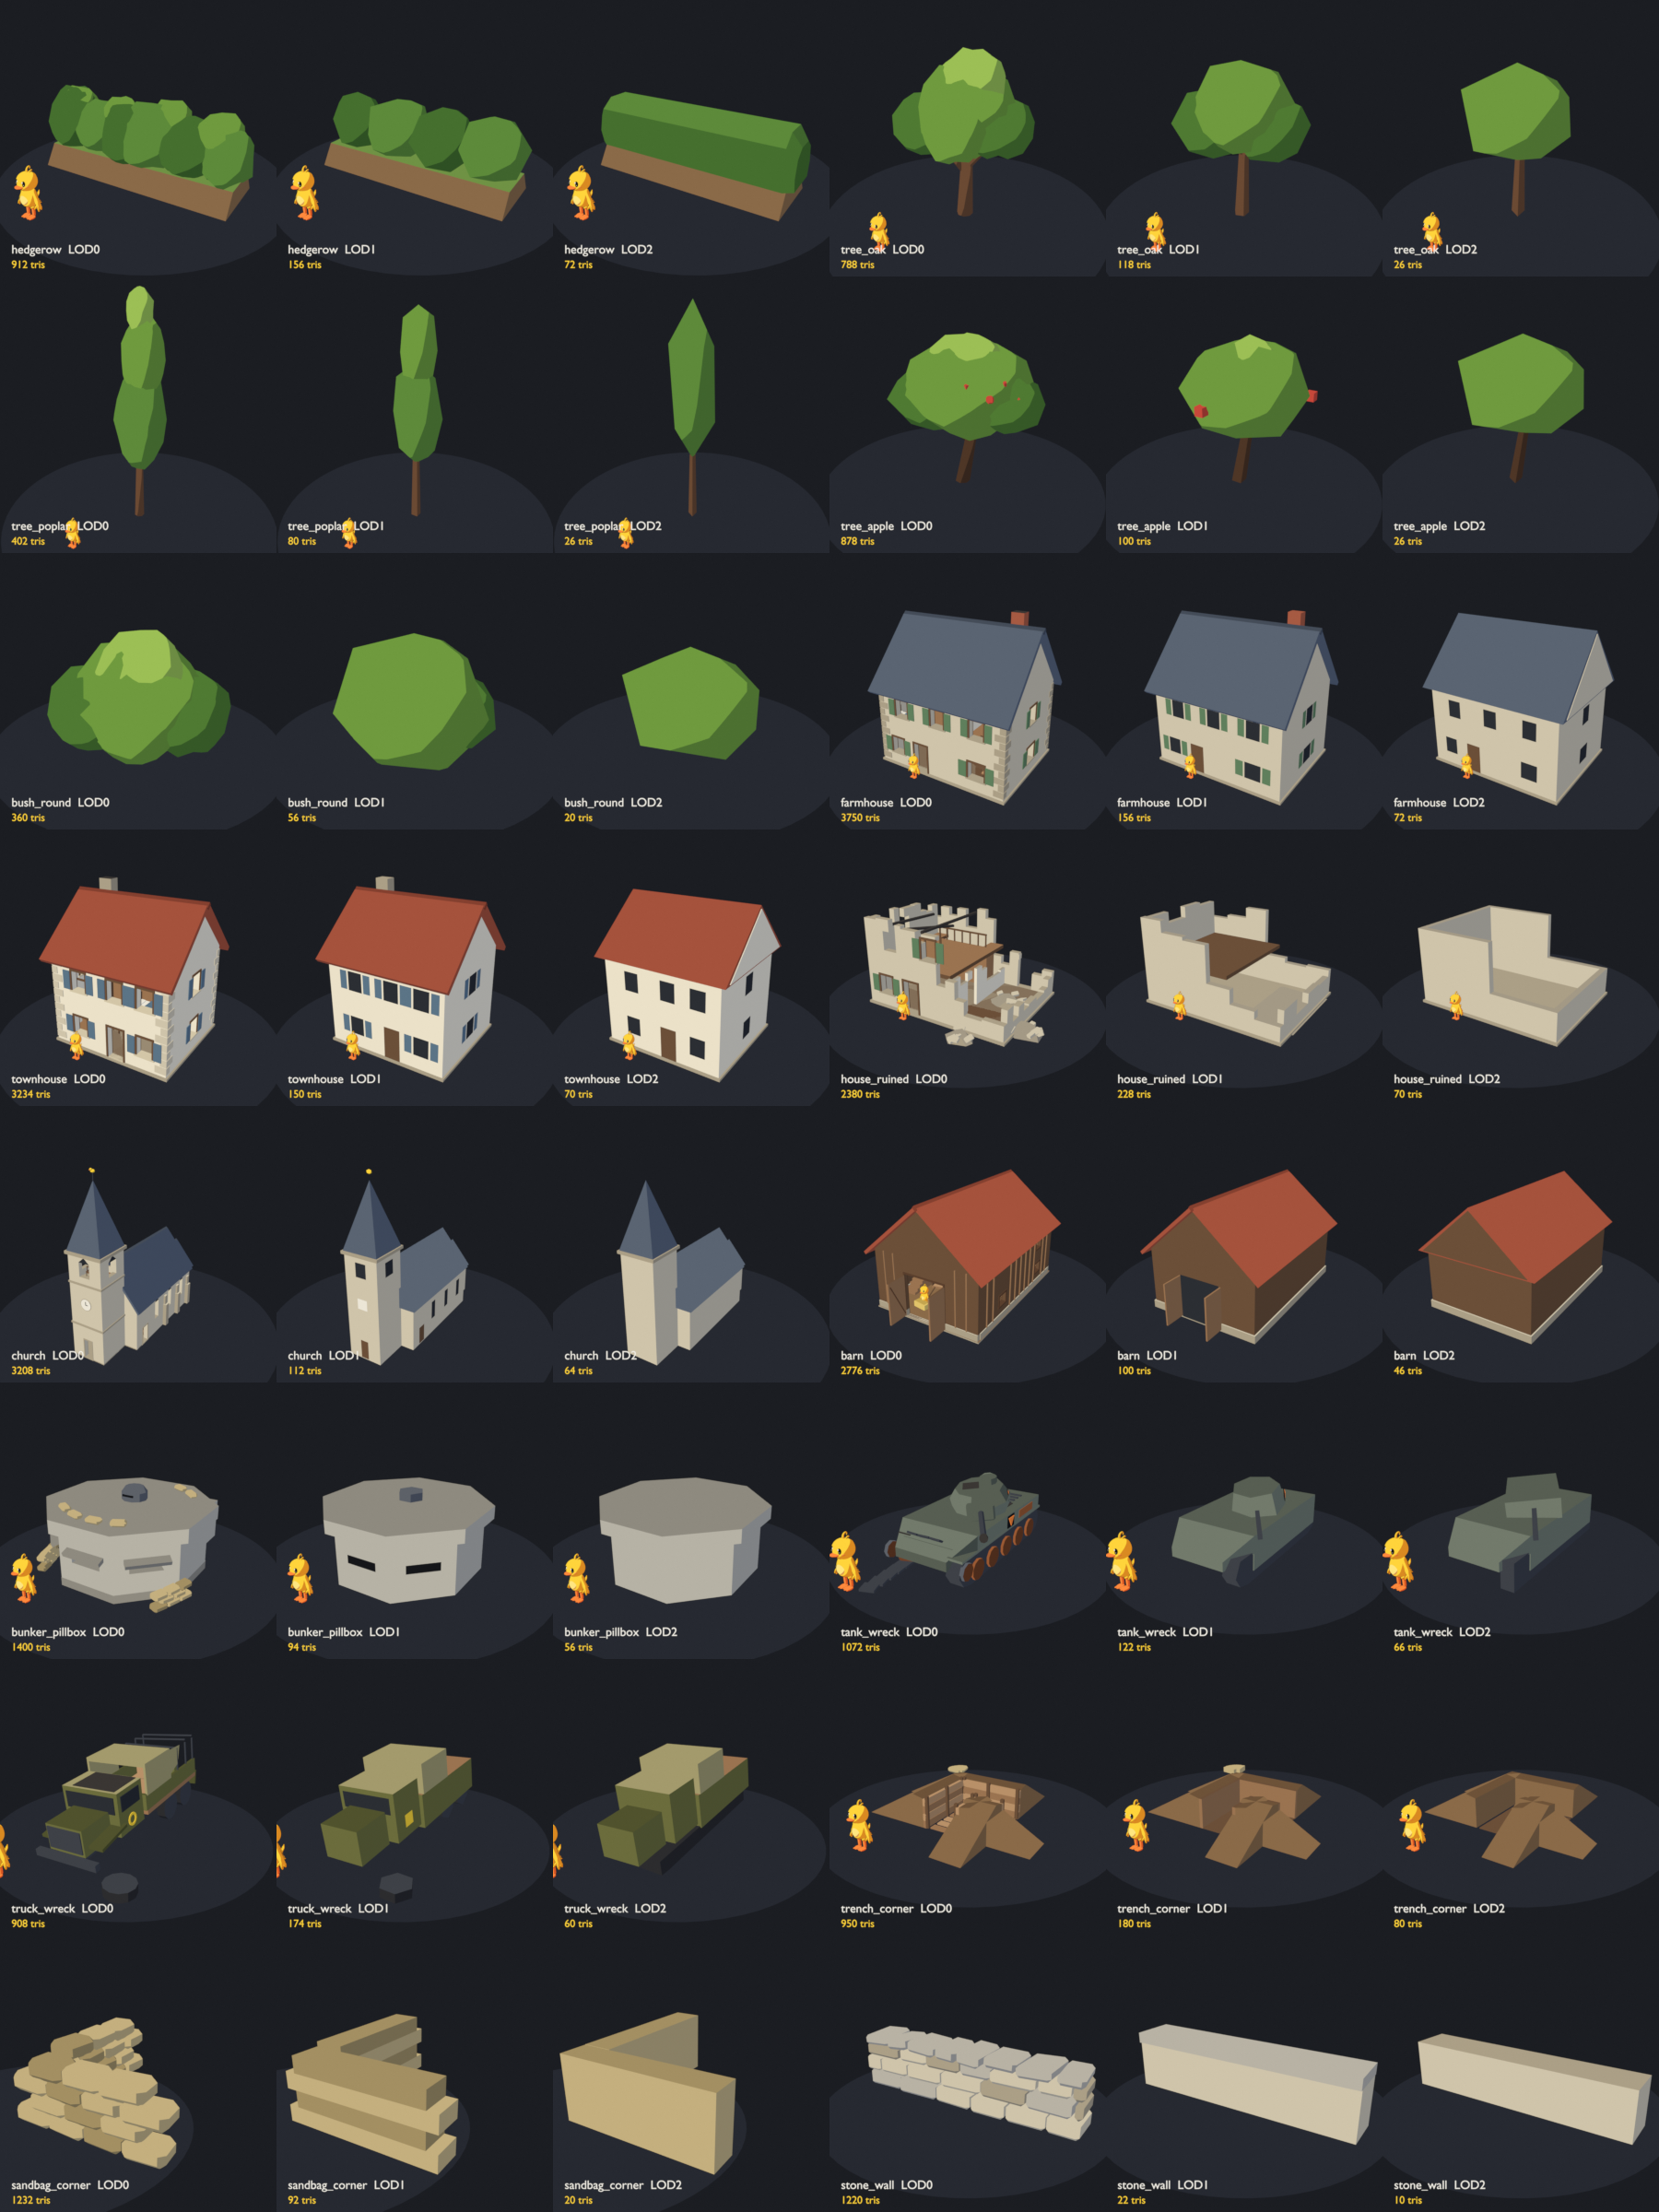 hedgerow LOD0
912 tris
hedgerow LOD1
156 tris
hedgerow LOD2
72 tris
tree_oak LOD0
788 tris
tree_oak LOD1
118 tris
tree_oak LOD2
26 tris
tree_poplar LOD0
402 tris
tree_poplar LOD1
80 tris
tree_poplar LOD2
26 tris
tree_apple LOD0
878 tris
tree_apple LOD1
100 tris
tree_apple LOD2
26 tris
bush_round LOD0
360 tris
bush_round LOD1
56 tris
bush_round LOD2
20 tris
farmhouse LOD0
3750 tris
farmhouse LOD1
156 tris
farmhouse LOD2
72 tris
townhouse LOD0
3234 tris
townhouse LOD1
150 tris
townhouse LOD2
70 tris
house_ruined LOD0
2380 tris
house_ruined LOD1
228 tris
house_ruined LOD2
70 tris
church LOD0
3208 tris
church LOD1
112 tris
church LOD2
64 tris
barn LOD0
2776 tris
barn LOD1
100 tris
barn LOD2
46 tris
bunker_pillbox LOD0
1400 tris
bunker_pillbox LOD1
94 tris
bunker_pillbox LOD2
56 tris
tank_wreck LOD0
1072 tris
tank_wreck LOD1
122 tris
tank_wreck LOD2
66 tris
truck_wreck LOD0
908 tris
truck_wreck LOD1
174 tris
truck_wreck LOD2
60 tris
trench_corner LOD0
950 tris
trench_corner LOD1
180 tris
trench_corner LOD2
80 tris
sandbag_corner LOD0
1232 tris
sandbag_corner LOD1
92 tris
sandbag_corner LOD2
20 tris
stone_wall LOD0
1220 tris
stone_wall LOD1
22 tris
stone_wall LOD2
10 tris